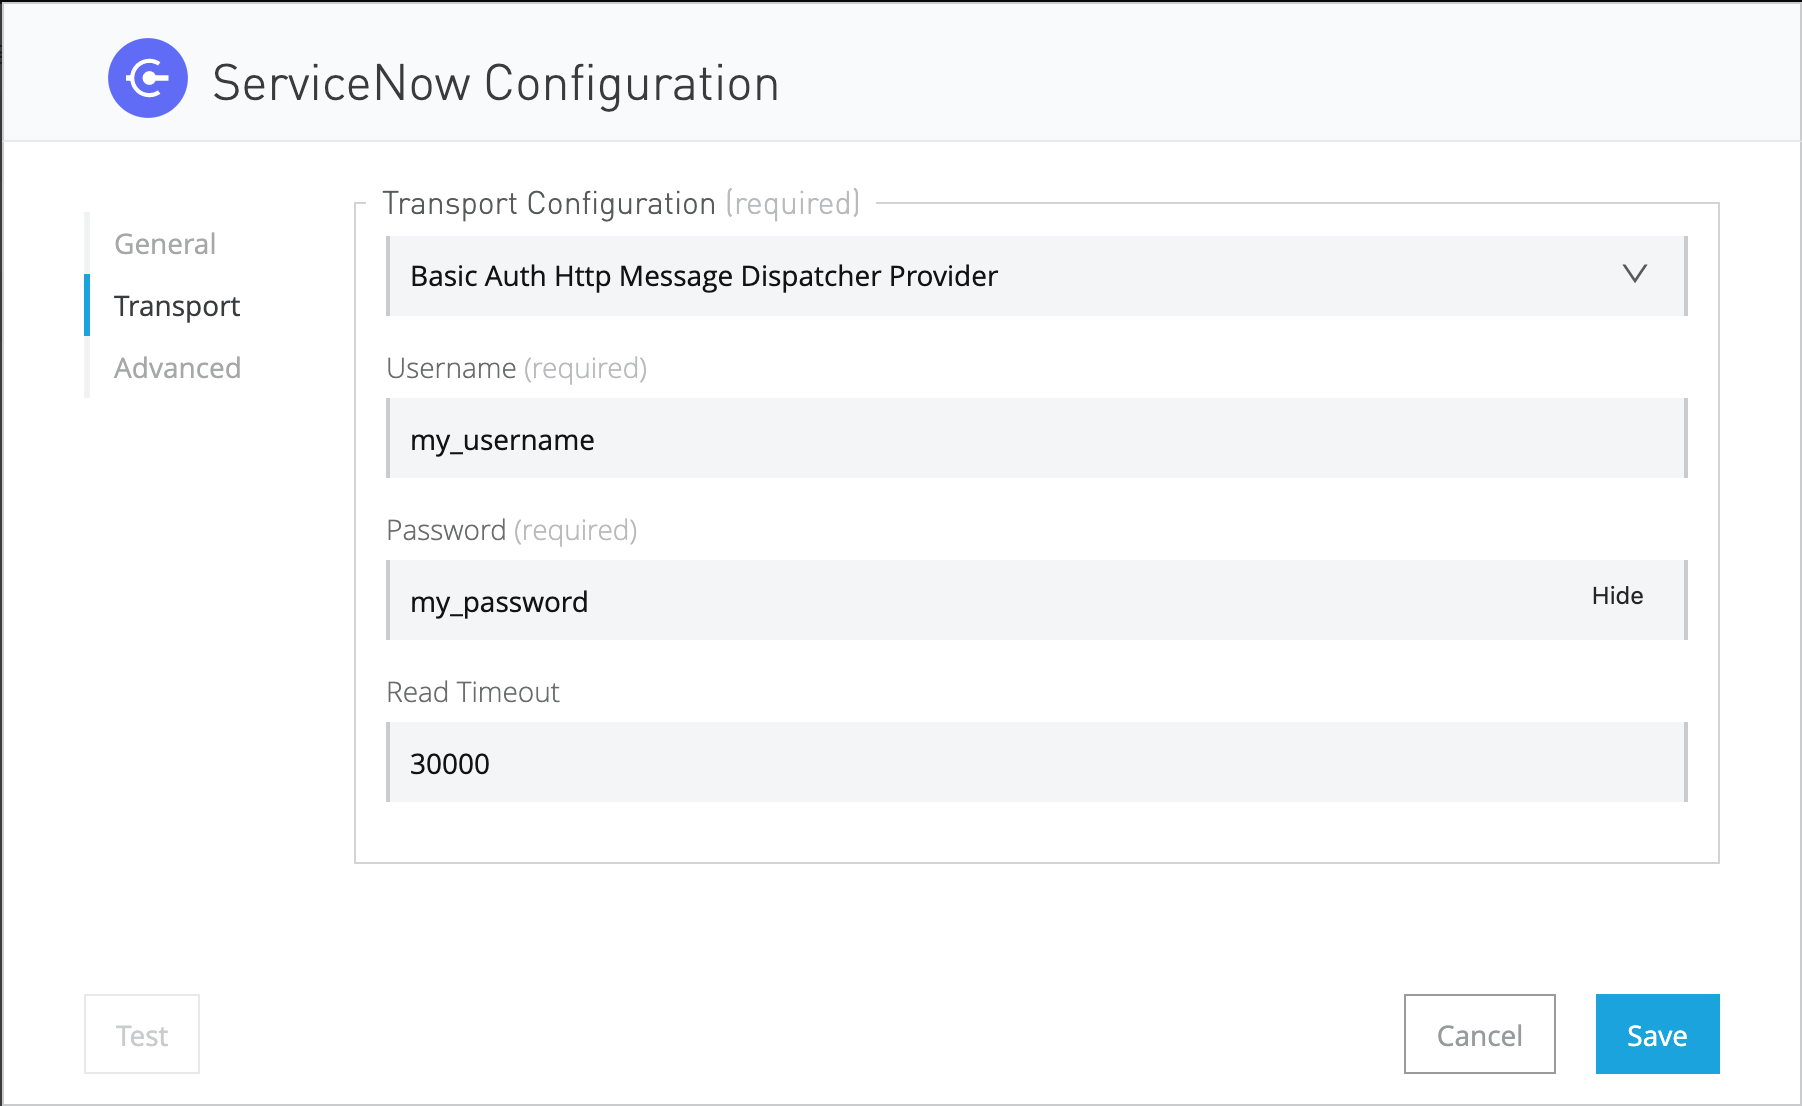 ServiceNow Configuration
General
Transport
Advanced
Transport Configuration (required)
Basic Auth Http Message Dispatcher Provider
Username (required)
my_username
Password (required)
my_password
Hide
Read Timeout
30000
Test
Cancel
Save